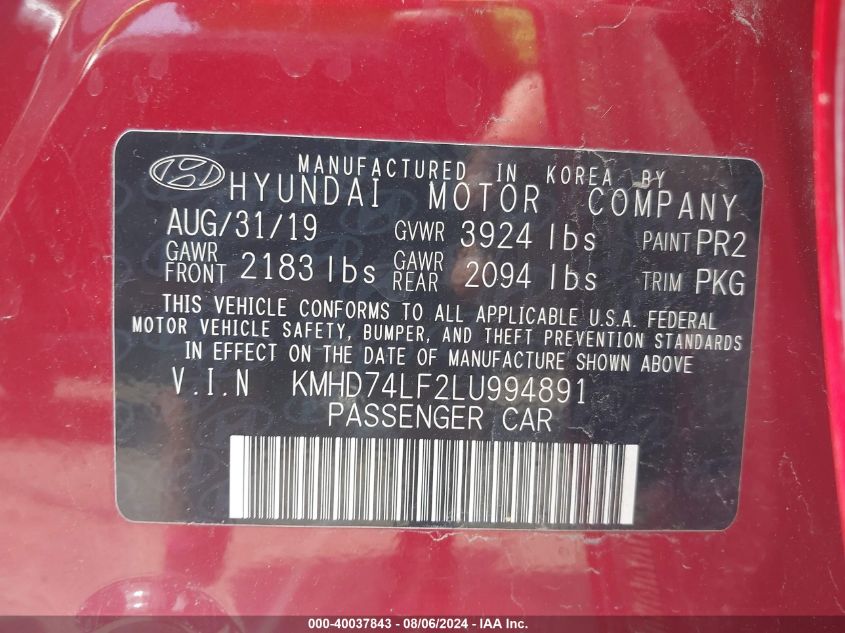 MANUFACTURED IN KOREA BY
HYUNDAI MOTOR COMPANY
AUG/31/19 GVWR 3924 lbs PAINT PR2
GAWR FRONT 2183 lbs GAWR REAR 2094 lbs TRIM PKG
THIS VEHICLE CONFORMS TO ALL APPLICABLE U.S.A. FEDERAL
MOTOR VEHICLE SAFETY, BUMPER, AND THEFT PREVENTION STANDARDS
IN EFFECT ON THE DATE OF MANUFACTURE SHOWN ABOVE
V.I.N KMHD74LF2LU994891
PASSENGER CAR
000-40037843 - 08/06/2024 - IAA Inc.